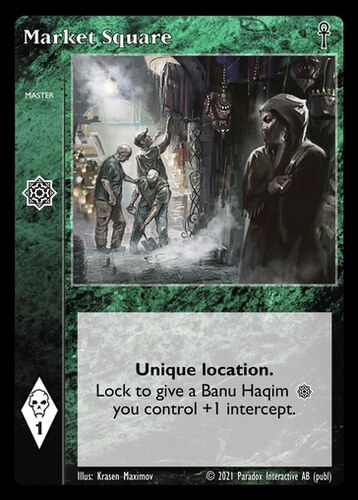 Market Square
MASTER
Unique location.
Lock to give a Banu Haqim
you control +1 intercept.
1
Illus: Krasen Maximov © 2021 Paradox Interactive AB (publ)